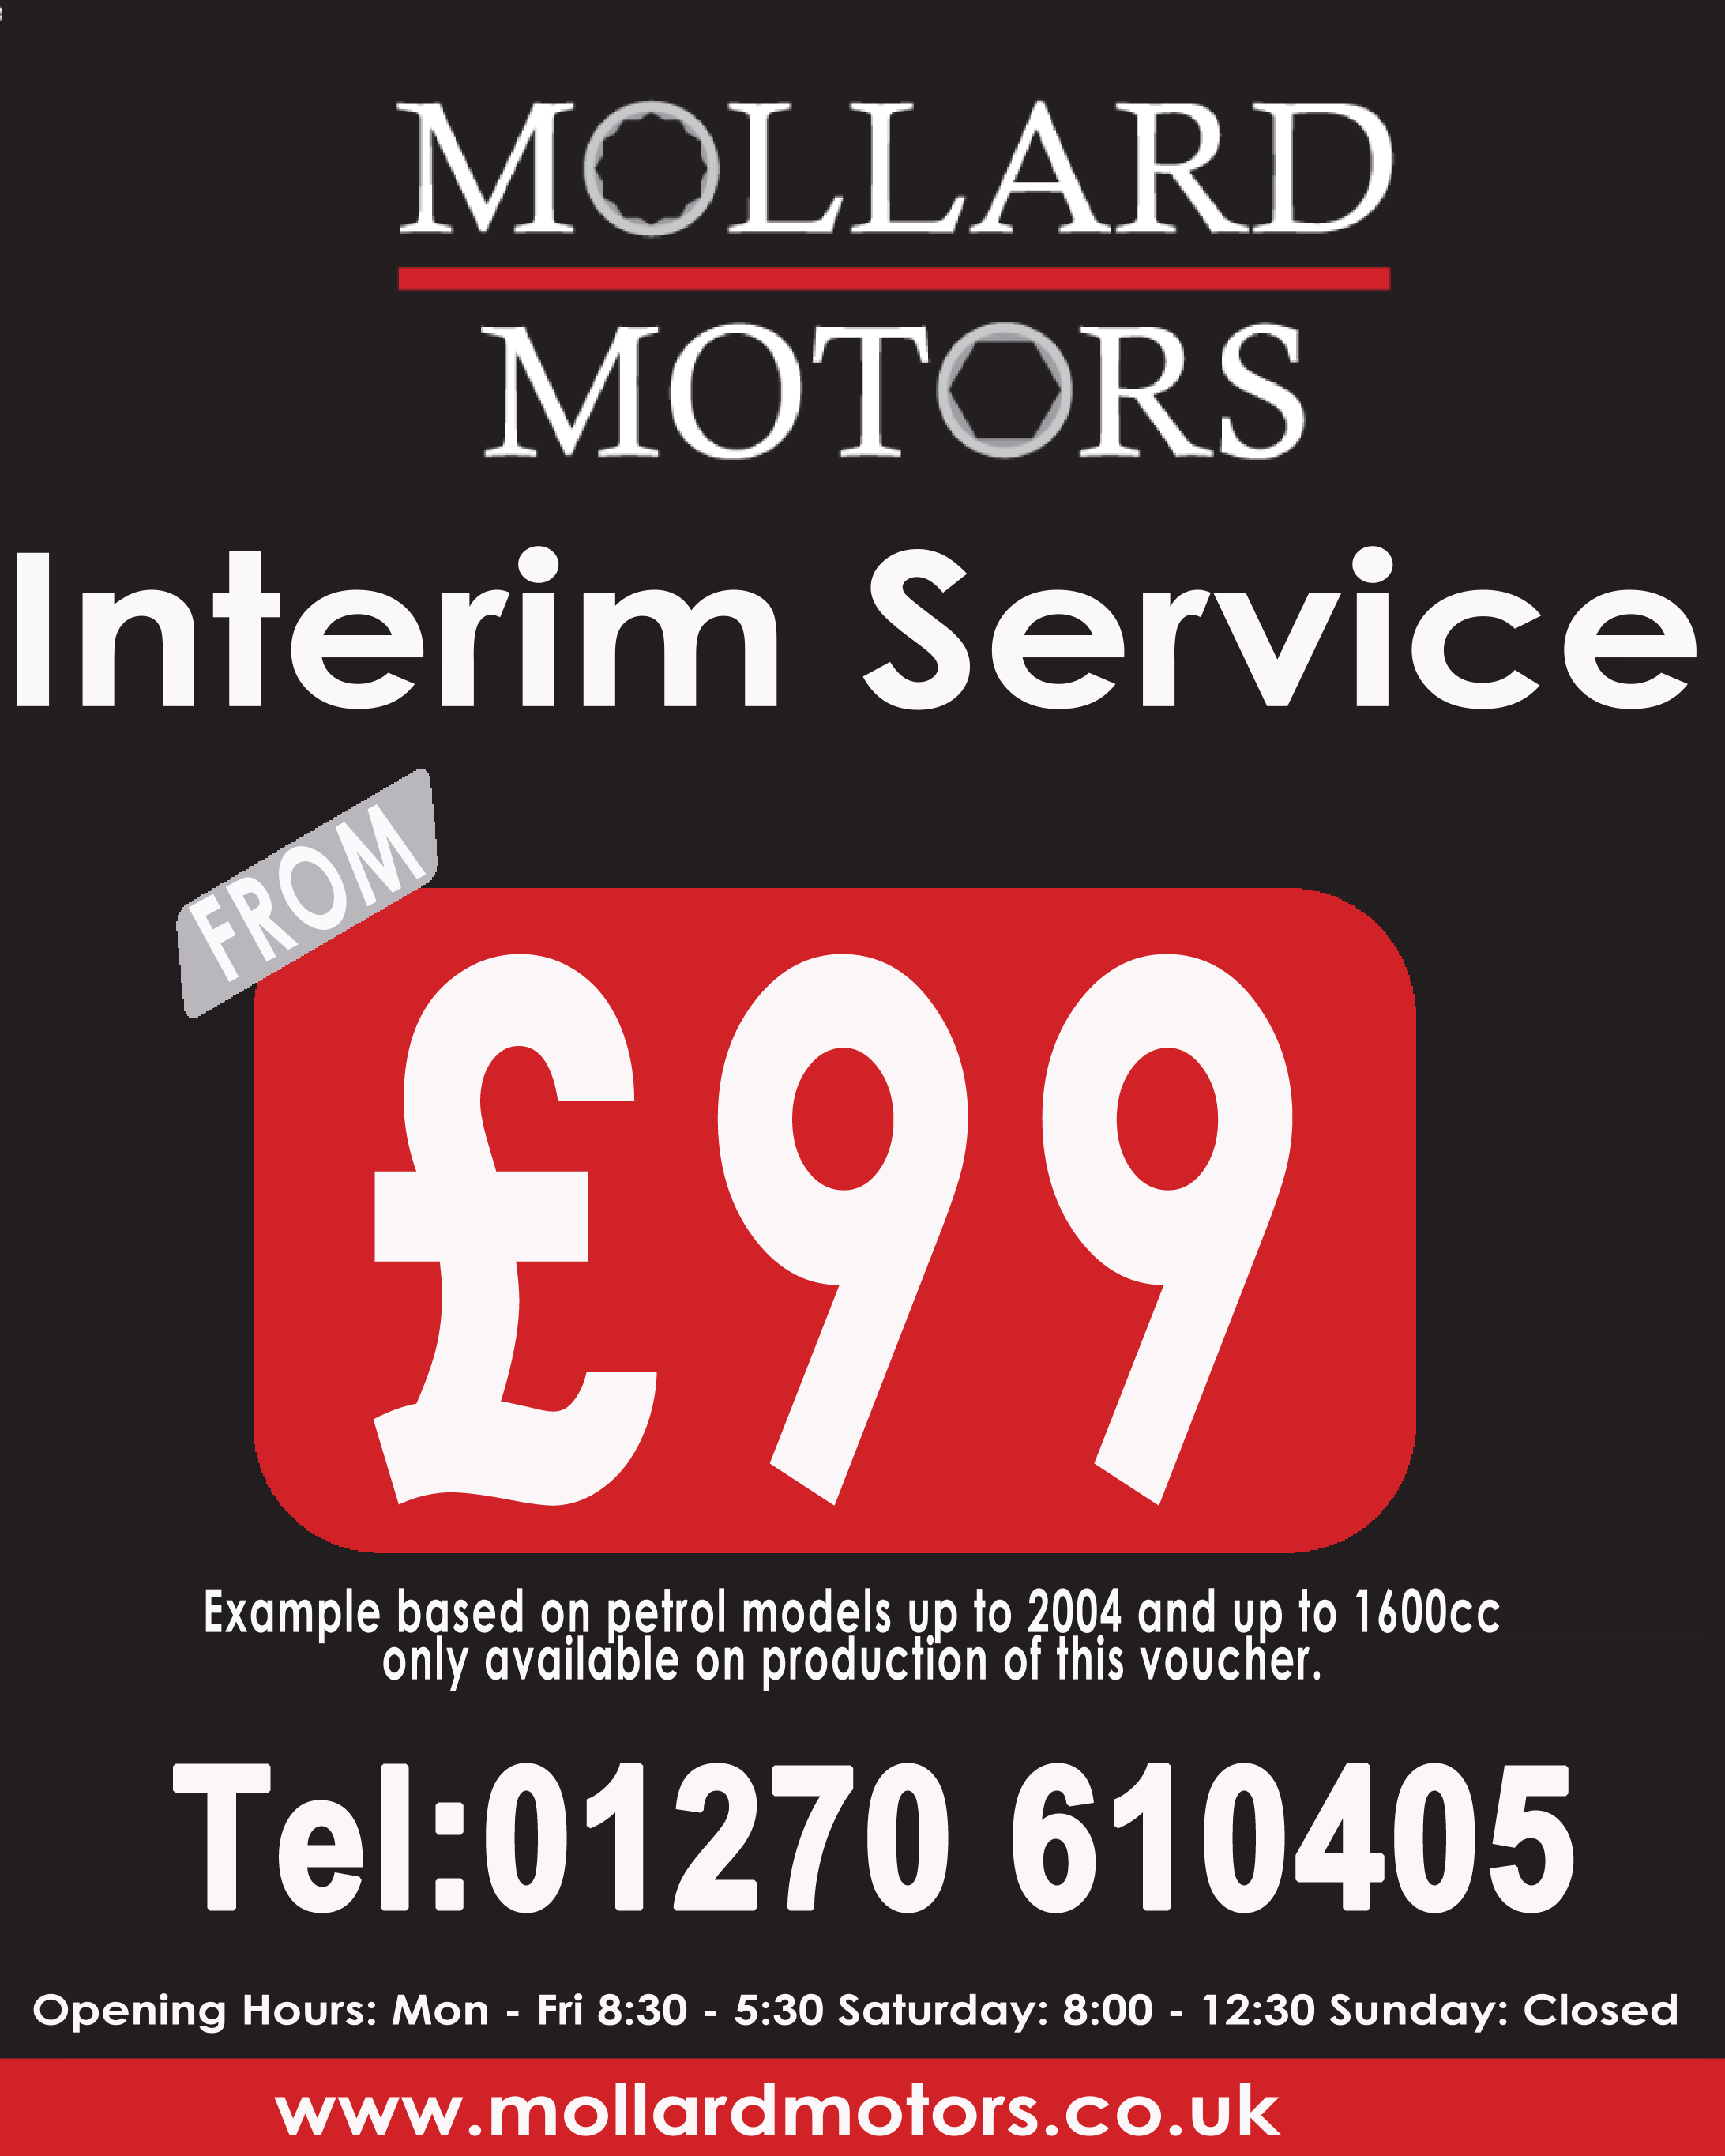 MOLLARD
MOTORS
Interim Service
FROM
£99
Example based on petrol models up to 2004 and up to 1600cc
only available on production of this voucher.
Tel:01270 610405
Opening Hours: Mon - Fri 8:30 - 5:30 Saturday: 8:00 - 12:30 Sunday: Closed
www.mollardmotors.co.uk